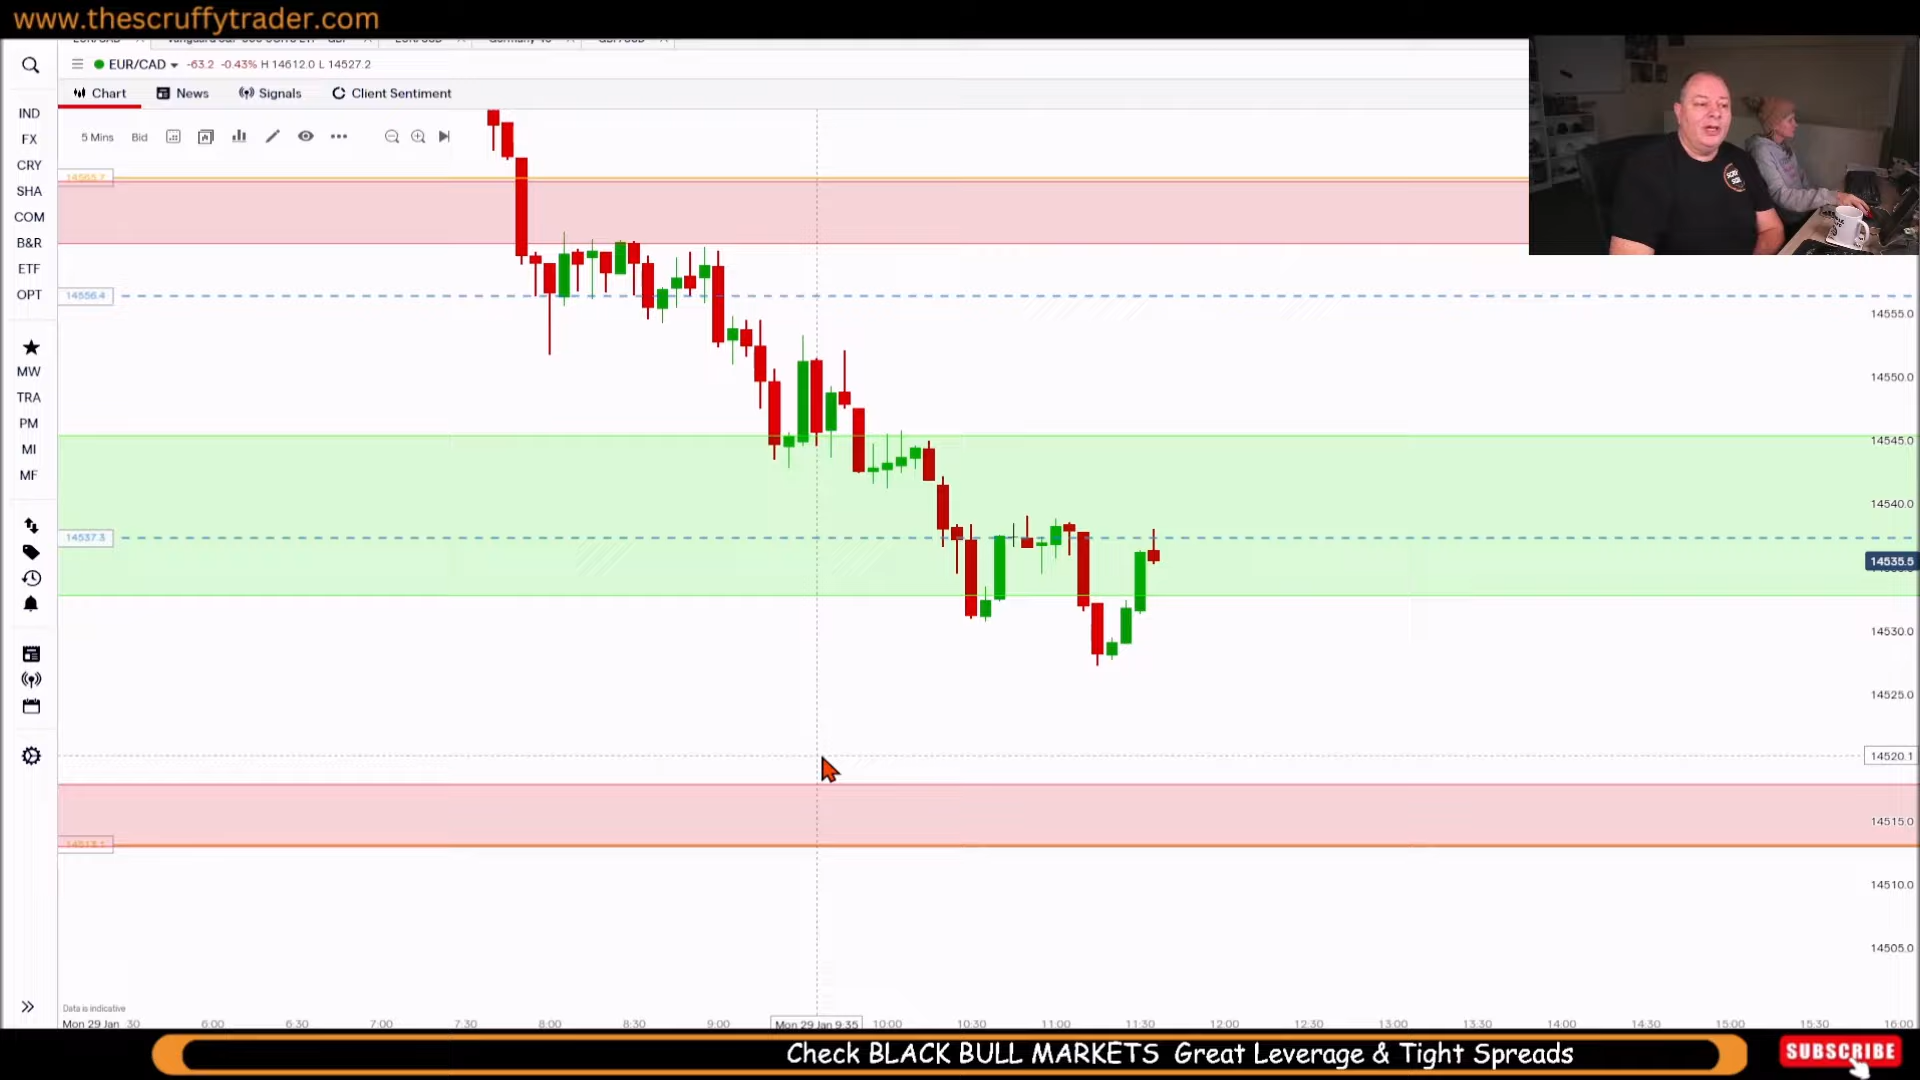 www.thescruffytrader.com
EUR/CAD -63.2 -0.43% H 14612.0 L 14527.2
Chart News Signals Client Sentiment
5 Mins Bid
IND
FX
CRY
SHA
COM
B&R
ETF
OPT
MW
TRA
PM
MI
MF
14565.7
14556.4
14537.3
14513.1
14555.0
14550.0
14545.0
14540.0
14535.5
14530.0
14525.0
14520.1
14515.0
14510.0
14505.0
Data is indicative
Mon 29 Jan 30 6:00 6:30 7:00 7:30 8:00 8:30 9:00 Mon 29 Jan 9:35 10:00 10:30 11:00 11:30 12:00 12:30 13:00 13:30 14:00 14:30 15:00 15:30 16:00
Check BLACK BULL MARKETS Great Leverage & Tight Spreads
SUBSCRIBE